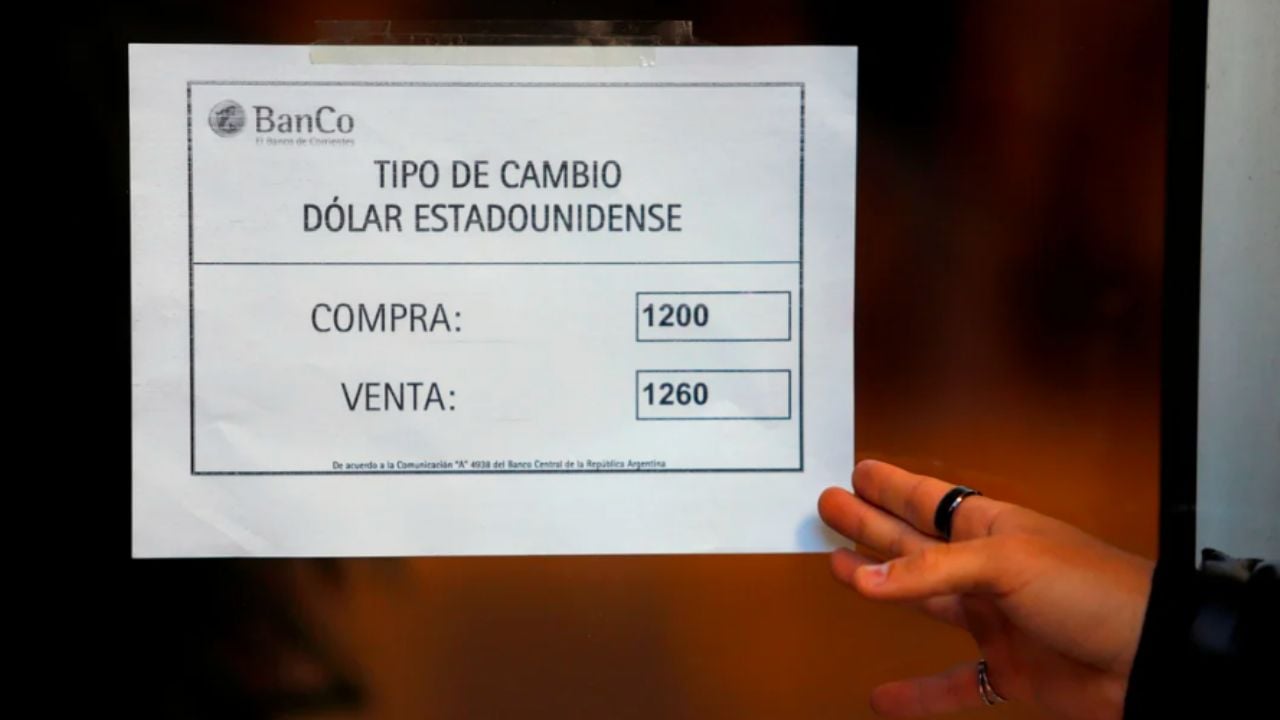 BanCo
El Banco de Corrientes
TIPO DE CAMBIO
DÓLAR ESTADOUNIDENSE
COMPRA: 1200
VENTA: 1260
De acuerdo a la Comunicación "A" 4938 del Banco Central de la República Argentina